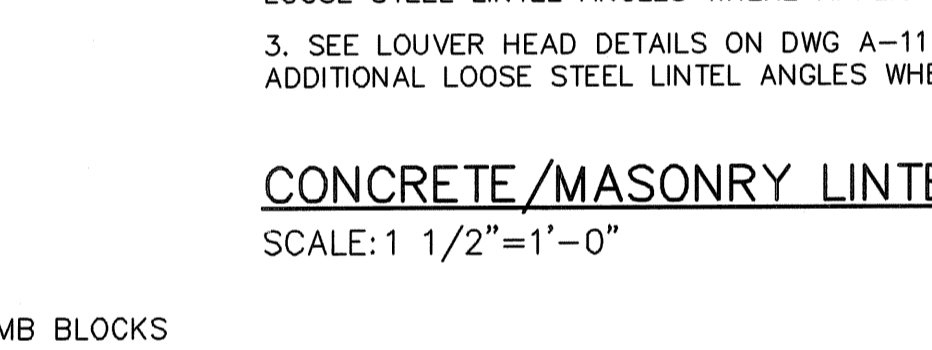 3. SEE LOUVER HEAD DETAILS ON DWG A-11
ADDITIONAL LOOSE STEEL LINTEL ANGLES
CONCRETE/MASONRY
SCALE: 1 1/2"=1'-0"
BLOCKS